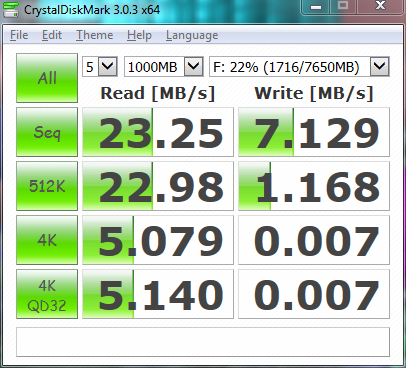 CrystalDiskMark 3.0.3 x64
File Edit Theme Help Language
All 5 1000MB F: 22% (1716/7650MB)
Read [MB/s] Write [MB/s]
Seq 23.25 7.129
512K 22.98 1.168
4K 5.079 0.007
4K QD32 5.140 0.007